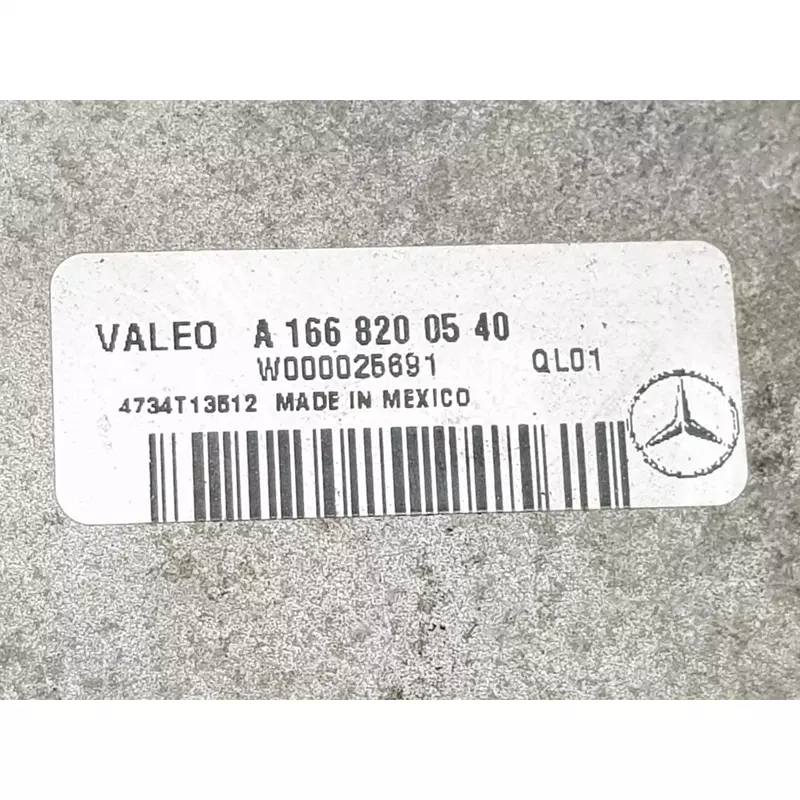 VALEO A 166 820 05 40
W000025691 QL01
4734T13512 MADE IN MEXICO